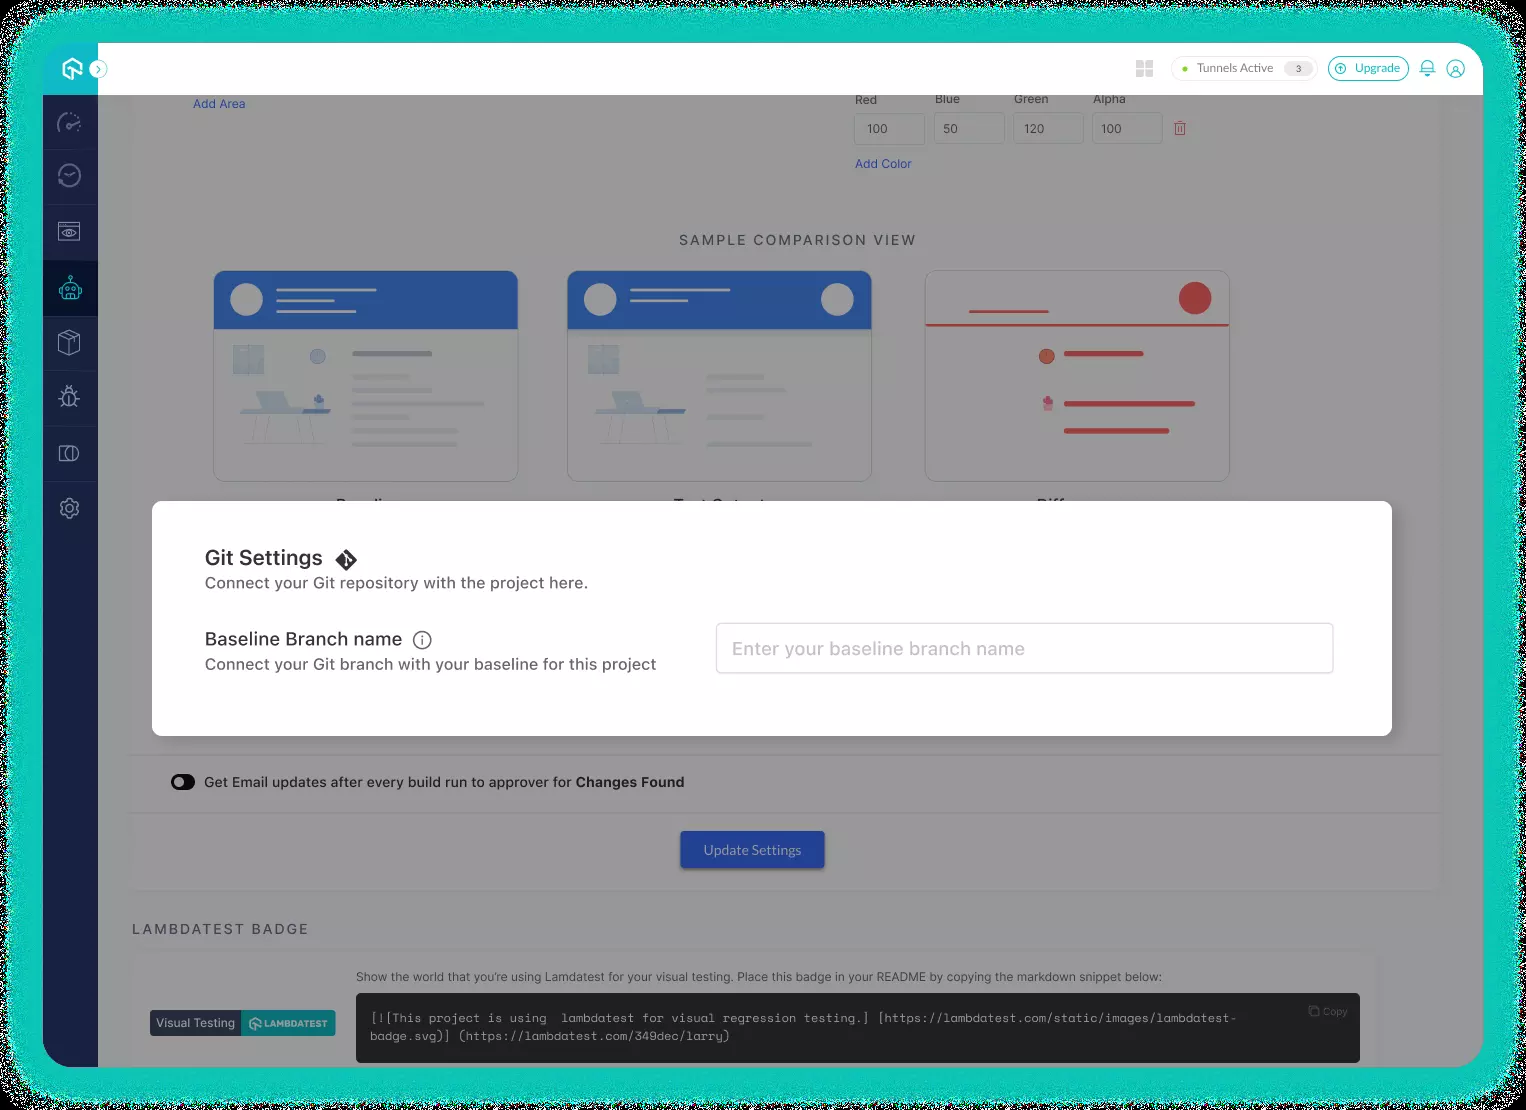 Tunnels Active 3 Upgrade
Add Area
Red Blue Green Alpha
100 50 120 100
Add Color
SAMPLE COMPARISON VIEW
Git Settings
Connect your Git repository with the project here.
Baseline Branch name
Connect your Git branch with your baseline for this project
Enter your baseline branch name
Get Email updates after every build run to approver for Changes Found
Update Settings
LAMBDATEST BADGE
Show the world that you're using Lamdatest for your visual testing. Place this badge in your README by copying the markdown snippet below:
Visual Testing LAMBDATEST
[![This project is using lambdatest for visual regression testing.] [https://lambdatest.com/static/images/lambdatest-
badge.svg)] (https://lambdatest.com/349dec/larry)
Copy